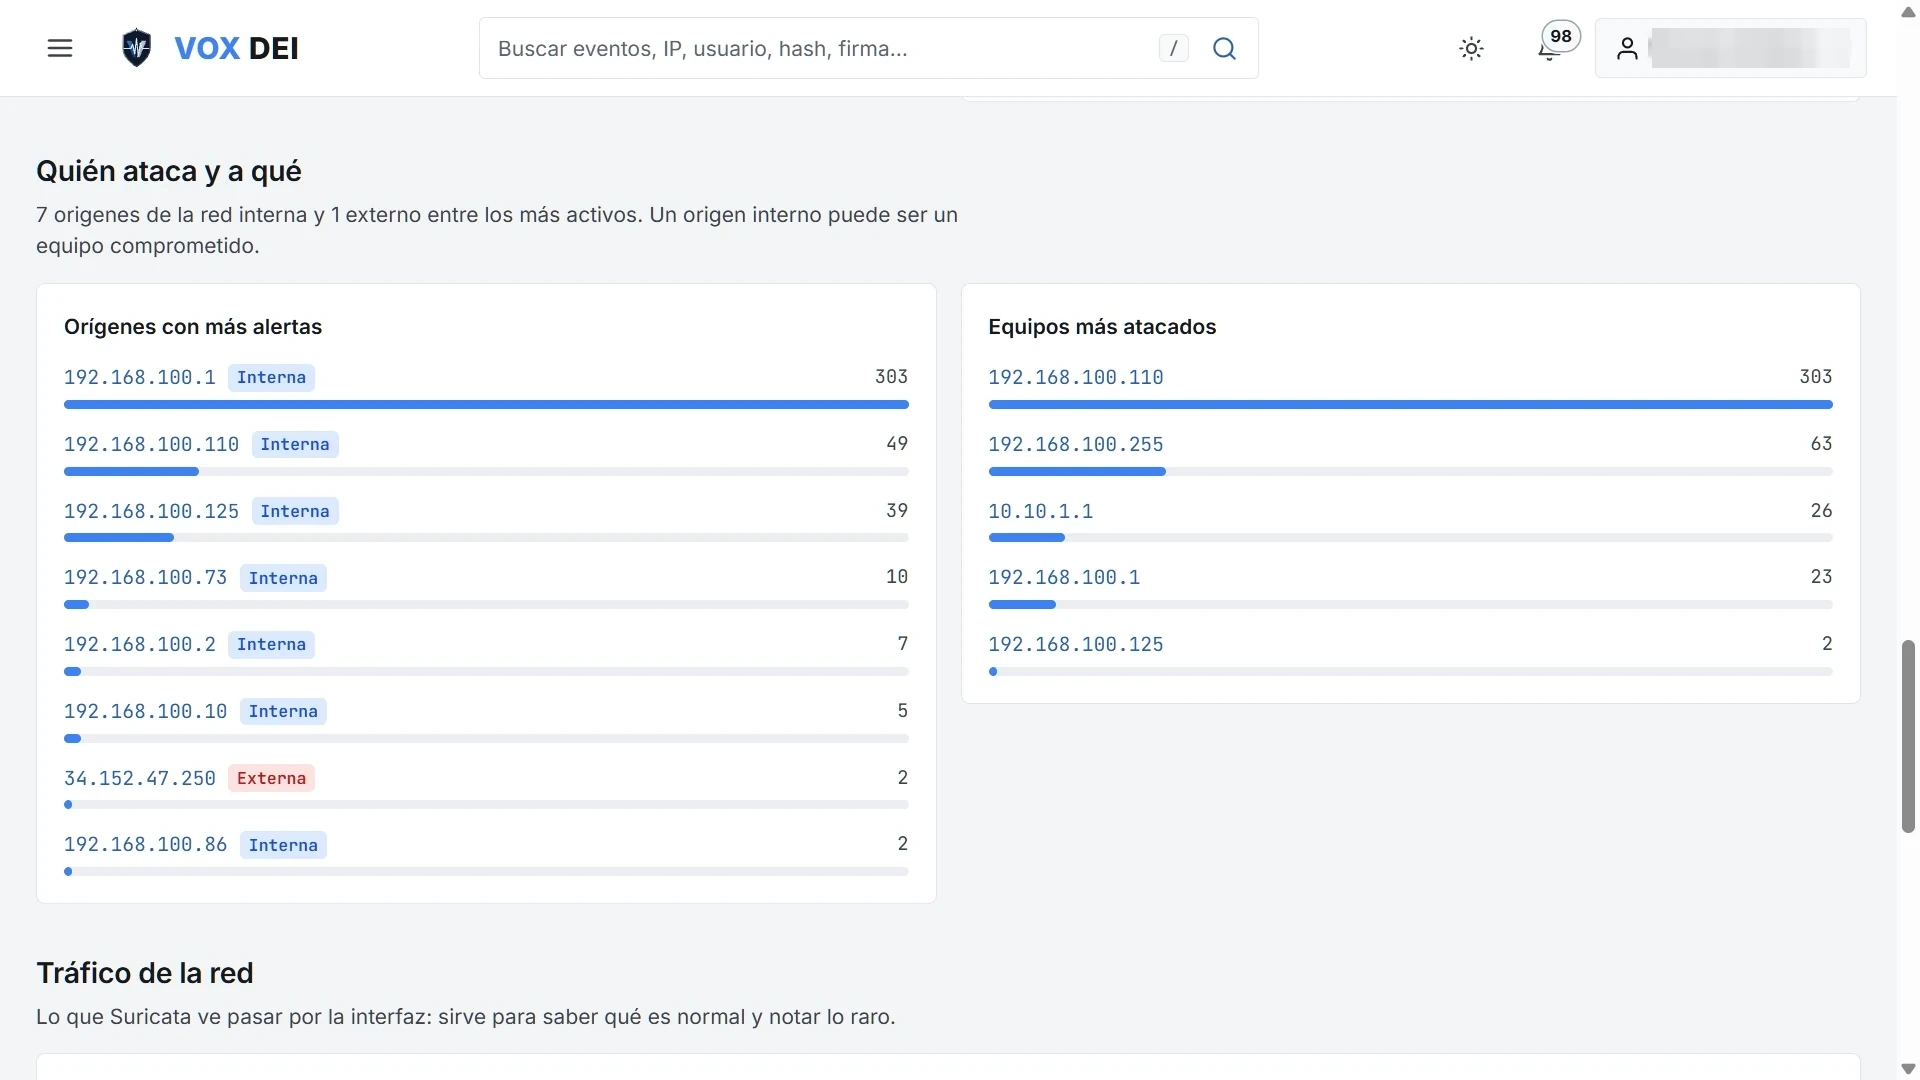 VOX DEI
Buscar eventos, IP, usuario, hash, firma...
/
98
Quién ataca y a qué
7 origenes de la red interna y 1 externo entre los más activos. Un origen interno puede ser un
equipo comprometido.
Orígenes con más alertas
192.168.100.1 Interna 303
192.168.100.110 Interna 49
192.168.100.125 Interna 39
192.168.100.73 Interna 10
192.168.100.2 Interna 7
192.168.100.10 Interna 5
34.152.47.250 Externa 2
192.168.100.86 Interna 2
Equipos más atacados
192.168.100.110 303
192.168.100.255 63
10.10.1.1 26
192.168.100.1 23
192.168.100.125 2
Tráfico de la red
Lo que Suricata ve pasar por la interfaz: sirve para saber qué es normal y notar lo raro.